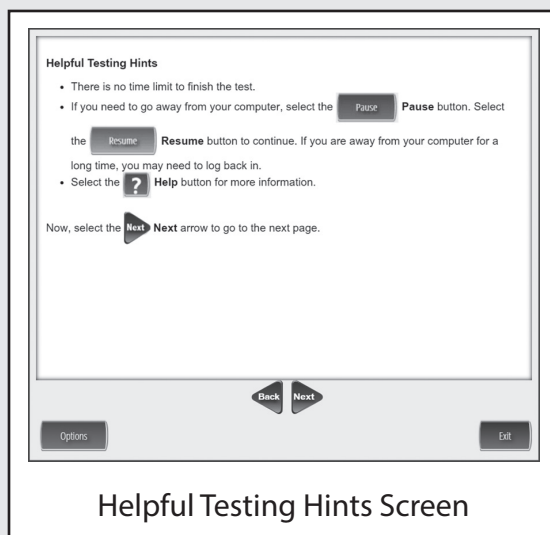 Helpful Testing Hints
• There is no time limit to finish the test.
• If you need to go away from your computer, select the Pause Pause button. Select
the Resume Resume button to continue. If you are away from your computer for a
long time, you may need to log back in.
• Select the ? Help button for more information.
Now, select the Next Next arrow to go to the next page.
Back Next
Options Exit
Helpful Testing Hints Screen